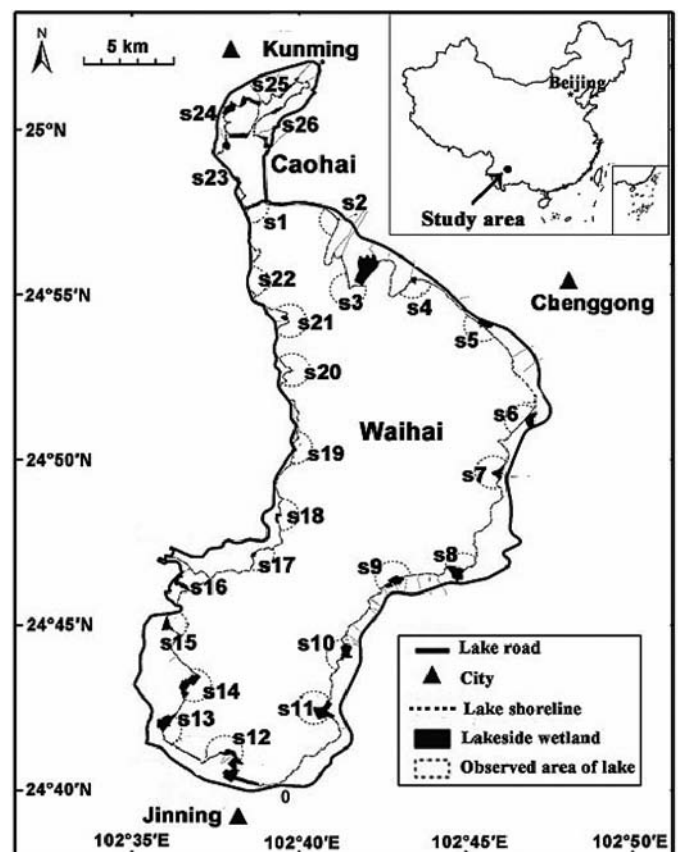 N
5 km
Kunming
s25
s24
s26
25°N
Caohai
s23
s2
s1
Beijing
Study area
s22
s3
s4
Chenggong
24°55'N
s21
s5
s20
s6
Waihai
s19
24°50'N
s7
s18
s17
s9
s8
s16
24°45'N
s15
s10
s14
s11
s13
s12
Lake road
City
Lake shoreline
Lakeside wetland
Observed area of lake
24°40'N
0
Jinning
102°35'E
102°40'E
102°45'E
102°50'E